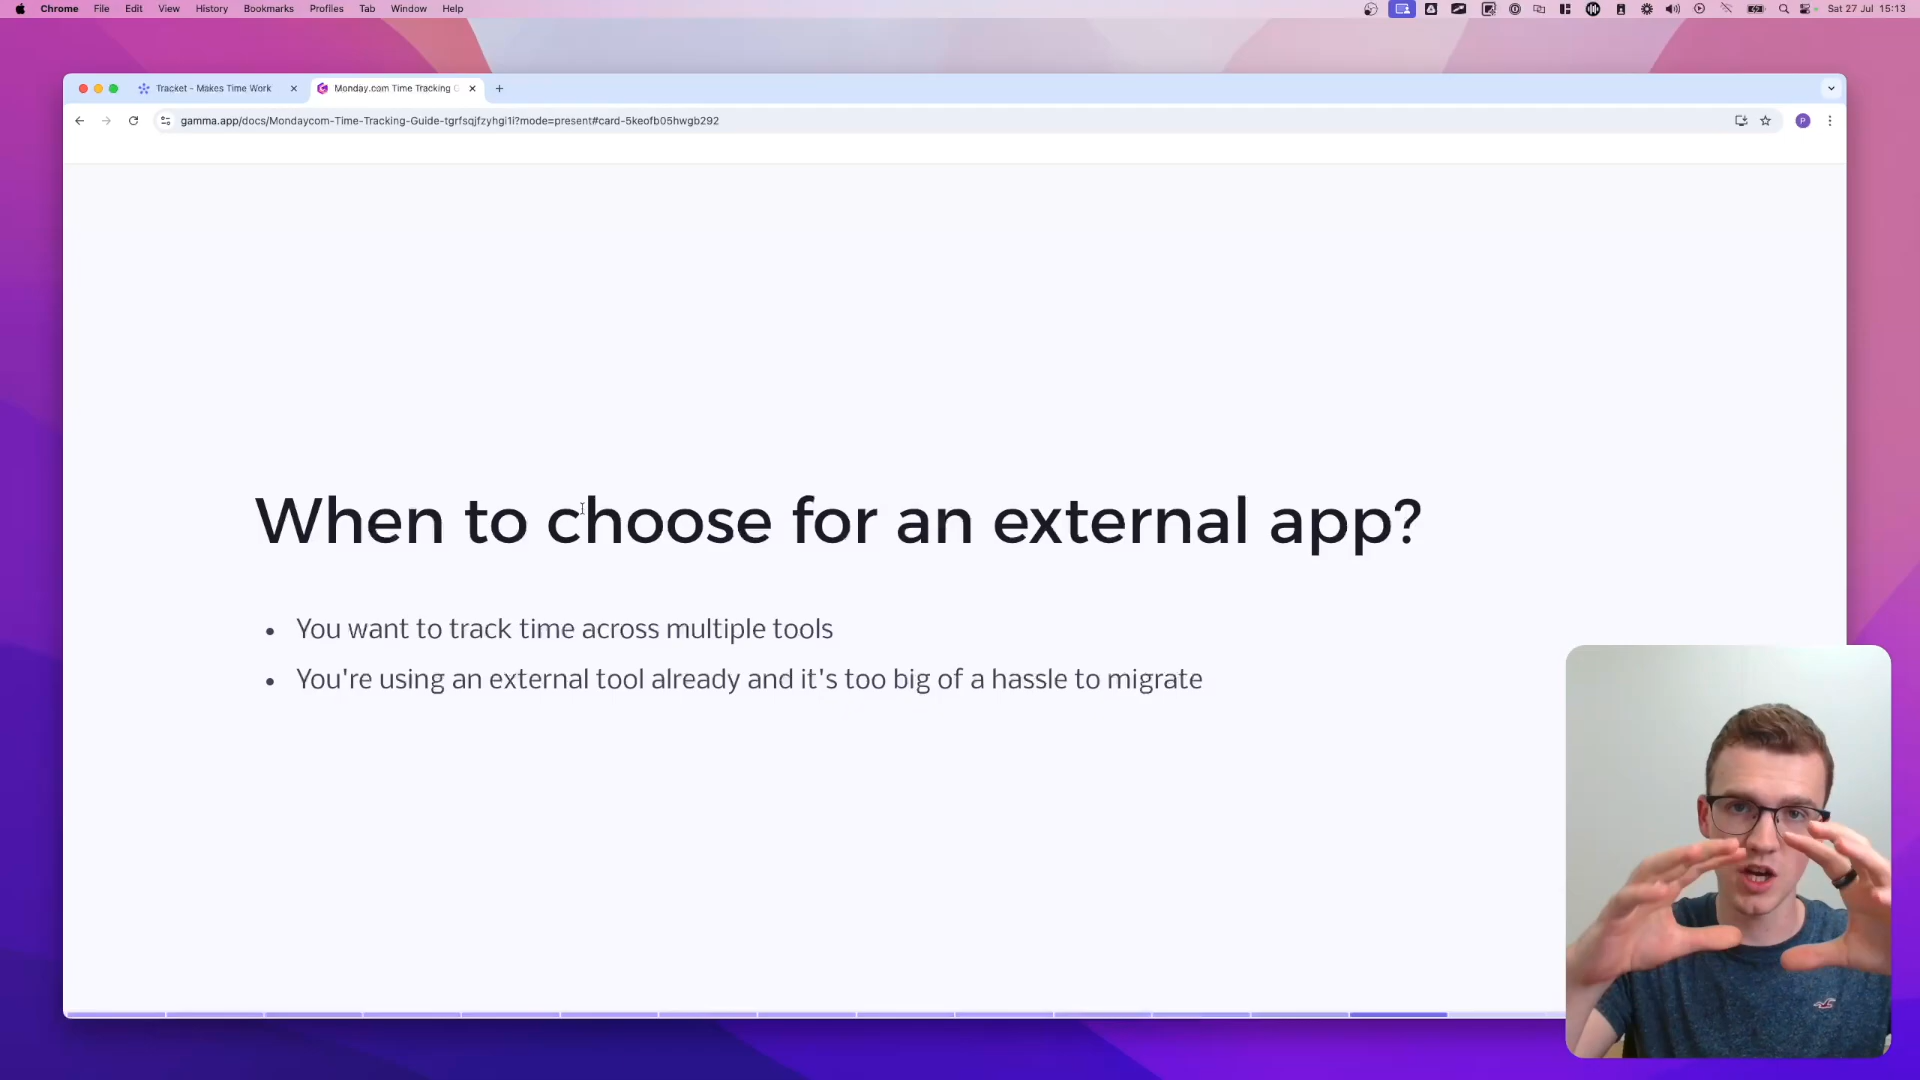 Chrome File Edit View History Bookmarks Profiles Tab Window Help
Sat 27 Jul 15:13
Tracket - Makes Time Work
Monday.com Time Tracking
gamma.app/docs/Mondaycom-Time-Tracking-Guide-tgrfsqjfzyhgi1i?mode=present#card-5keofb05hwgb292
P
When to choose for an external app?
• You want to track time across multiple tools
• You're using an external tool already and it's too big of a hassle to migrate